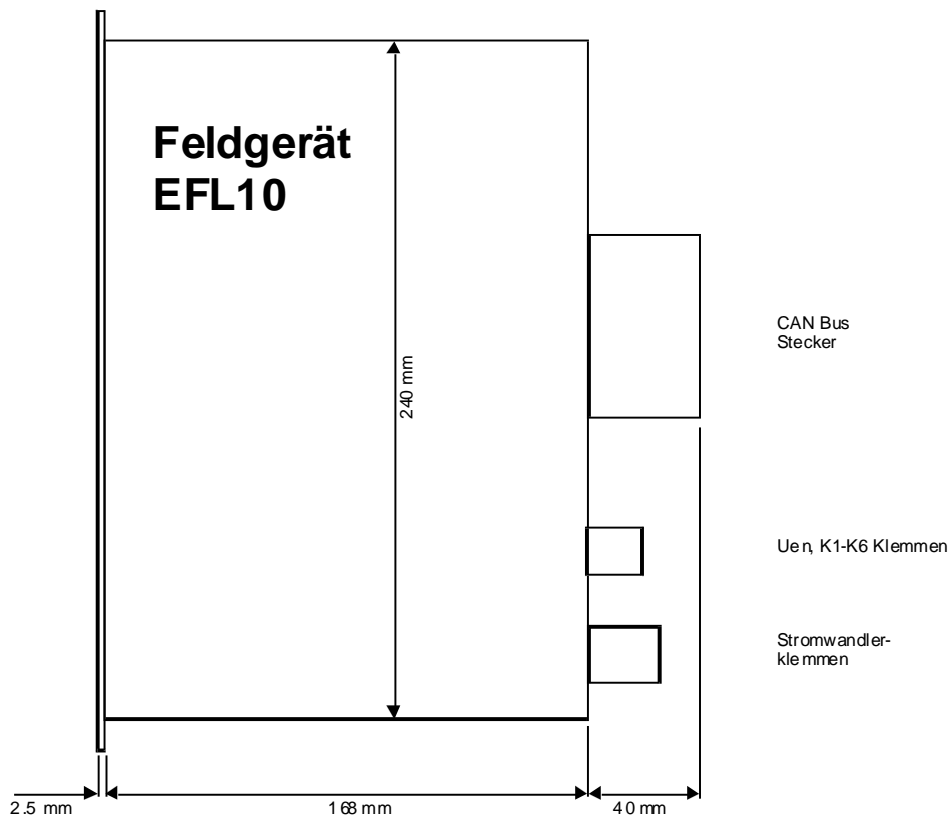 Feldgerät
EFL10
CAN Bus
Stecker
240 mm
Uen, K1-K6 Klemmen
Stromwandler-
klemmen
2.5 mm
168 mm
40 mm